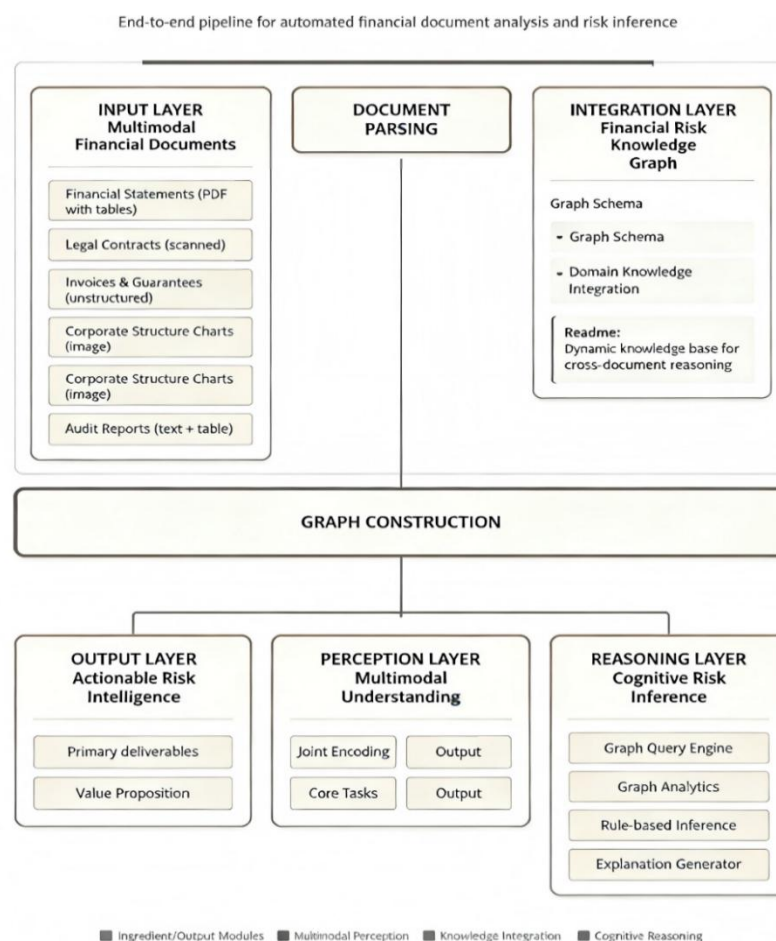 End-to-end pipeline for automated financial document analysis and risk inference
INPUT LAYER
Multimodal
Financial Documents
Financial Statements (PDF
with tables)
Legal Contracts (scanned)
Invoices & Guarantees
(unstructured)
Corporate Structure Charts
(image)
Corporate Structure Charts
(image)
Audit Reports (text + table)
DOCUMENT
PARSING
INTEGRATION LAYER
Financial Risk
Knowledge
Graph
Graph Schema
- Graph Schema
- Domain Knowledge
Integration
Readme:
Dynamic knowledge base for
cross-document reasoning
GRAPH CONSTRUCTION
OUTPUT LAYER
Actionable Risk
Intelligence
Primary deliverables
Value Proposition
PERCEPTION LAYER
Multimodal
Understanding
Joint Encoding
Output
Core Tasks
Output
REASONING LAYER
Cognitive Risk
Inference
Graph Query Engine
Graph Analytics
Rule-based Inference
Explanation Generator
Ingredient/Output Modules
Multimodal Perception
Knowledge Integration
Cognitive Reasoning